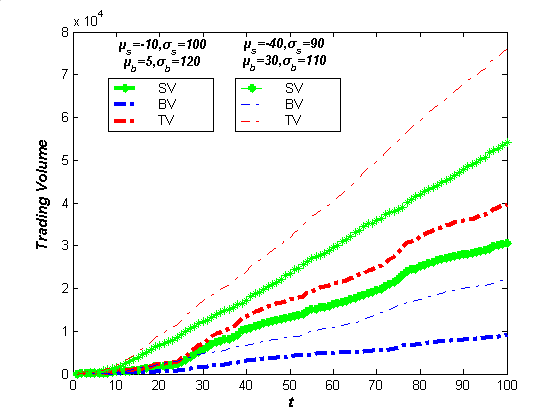 x 10⁴
8
7
6
5
4
3
2
1
0
Trading Volume
μs=-10,σs=100
μb=5,σb=120
SV
BV
TV
μs=-40,σs=90
μb=30,σb=110
SV
BV
TV
0 10 20 30 40 50 60 70 80 90 100
t